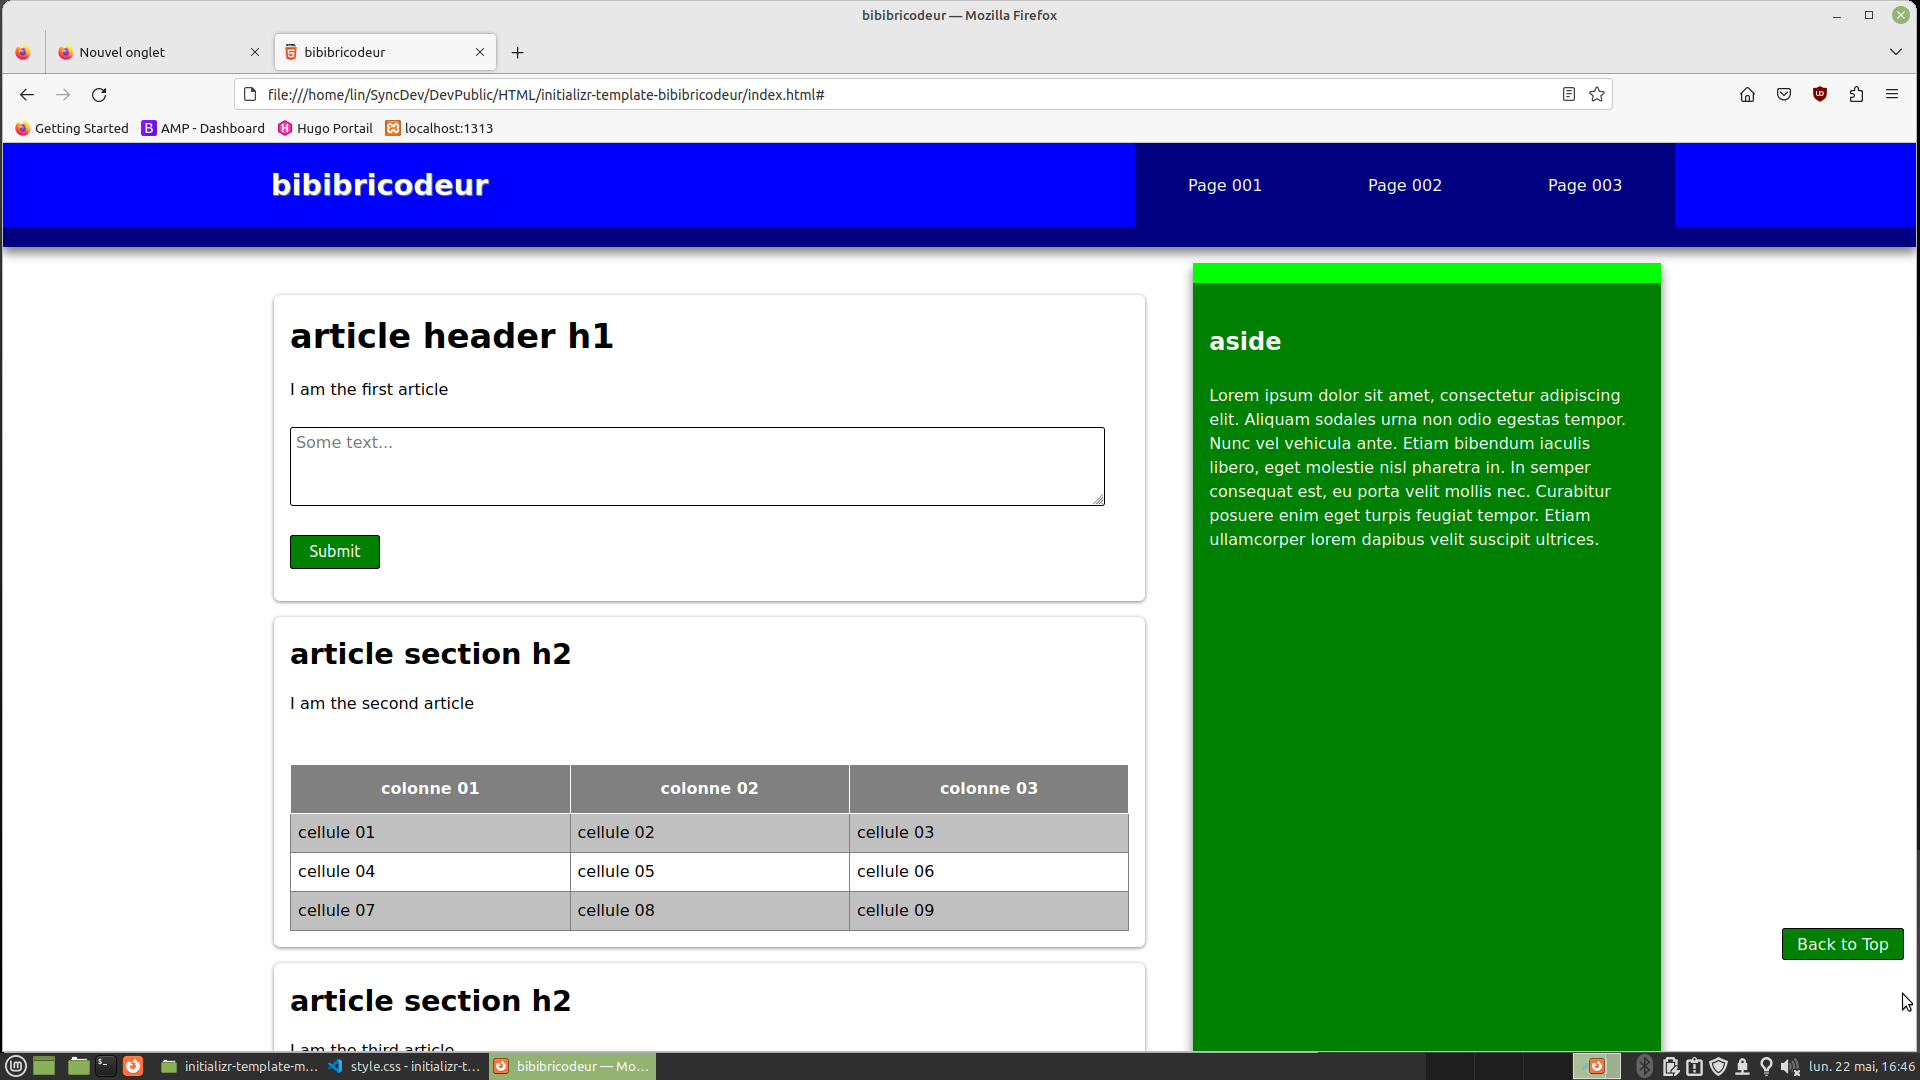 bibibricodeur — Mozilla Firefox
Nouvel onglet
bibibricodeur
file:///home/lin/SyncDev/DevPublic/HTML/initializr-template-bibibricodeur/index.html#
Getting Started
AMP - Dashboard
Hugo Portail
localhost:1313
bibibricodeur
Page 001
Page 002
Page 003
article header h1
I am the first article
Some text...
Submit
article section h2
I am the second article
colonne 01
colonne 02
colonne 03
cellule 01
cellule 02
cellule 03
cellule 04
cellule 05
cellule 06
cellule 07
cellule 08
cellule 09
article section h2
I am the third article
aside
Lorem ipsum dolor sit amet, consectetur adipiscing
elit. Aliquam sodales urna non odio egestas tempor.
Nunc vel vehicula ante. Etiam bibendum iaculis
libero, eget molestie nisl pharetra in. In semper
consequat est, eu porta velit mollis nec. Curabitur
posuere enim eget turpis feugiat tempor. Etiam
ullamcorper lorem dapibus velit suscipit ultrices.
Back to Top
initializr-template-m...
style.css - initializr-t...
bibibricodeur — Mo...
lun. 22 mai, 16:46